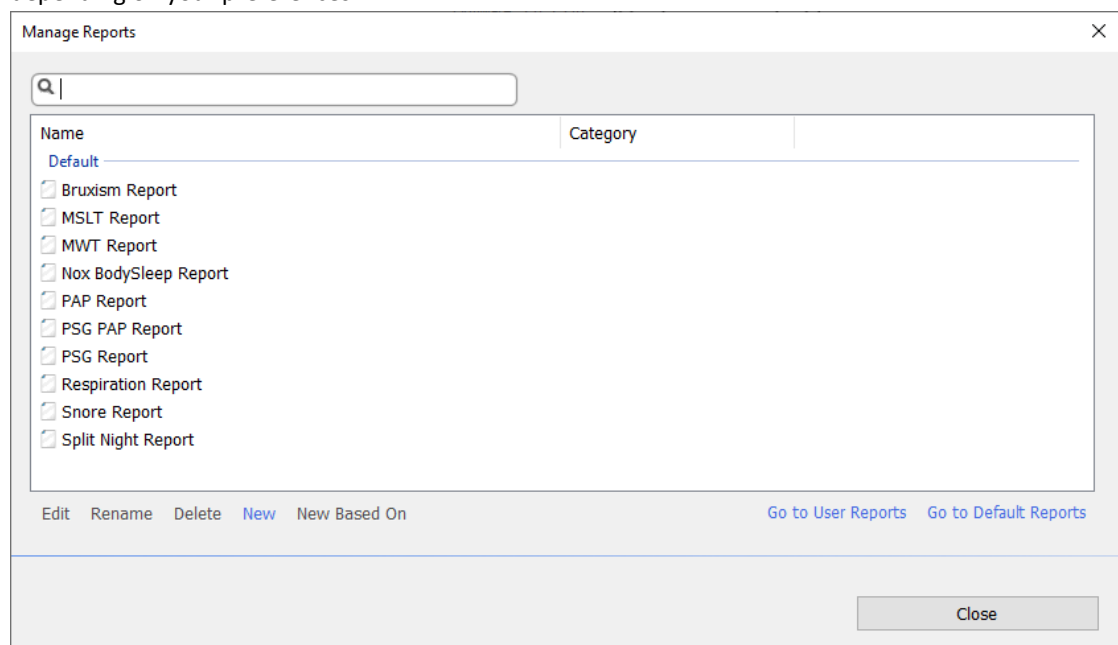 Manage Reports
Name Category
Default
Bruxism Report
MSLT Report
MWT Report
Nox BodySleep Report
PAP Report
PSG PAP Report
PSG Report
Respiration Report
Snore Report
Split Night Report
Edit Rename Delete New New Based On Go to User Reports Go to Default Reports
Close